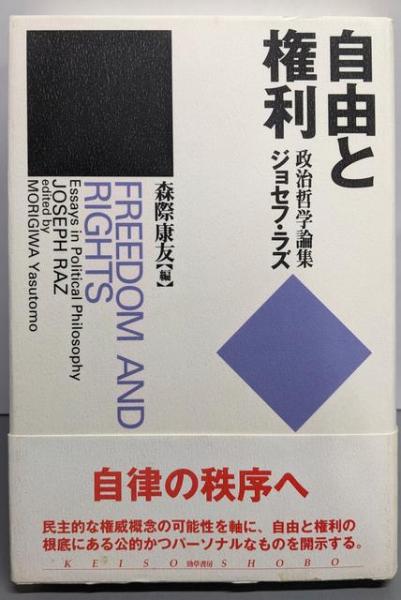 自由と
権利
政治哲学論集
ジョセフ・ラズ
森際康友【編】
FREEDOM AND
RIGHTS
Essays in Political Philosophy
JOSEPH RAZ
edited by
MORIGIWA Yasutomo
自律の秩序へ
民主的な権威概念の可能性を軸に、自由と権利の
根底にある公的かつパーソナルなものを開示する。
KEISO 勁草書房 SHOBO